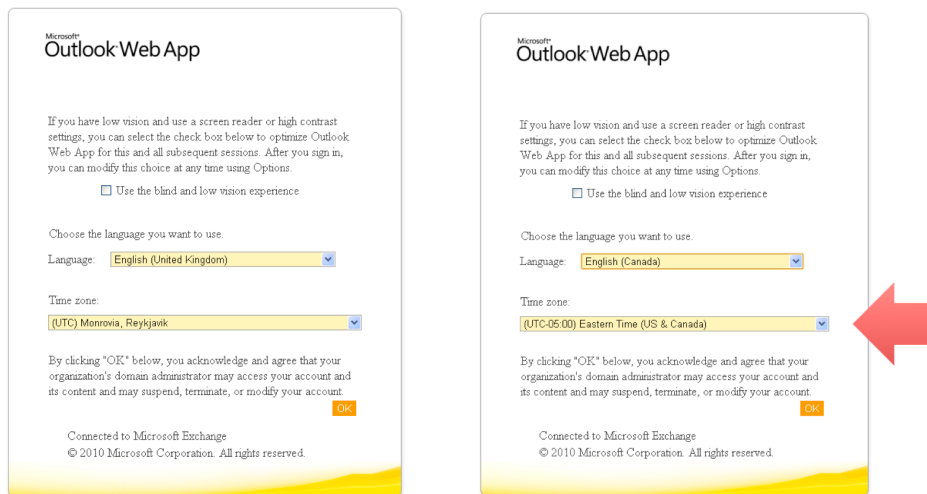 Microsoft®
Outlook Web App
If you have low vision and use a screen reader or high contrast
settings, you can select the check box below to optimize Outlook
Web App for this and all subsequent sessions. After you sign in,
you can modify this choice at any time using Options.
Use the blind and low vision experience
Choose the language you want to use.
Language: English (United Kingdom)
Time zone:
(UTC) Monrovia, Reykjavik
By clicking "OK" below, you acknowledge and agree that your
organization's domain administrator may access your account and
its content and may suspend, terminate, or modify your account.
OK
Connected to Microsoft Exchange
© 2010 Microsoft Corporation. All rights reserved.
Microsoft®
Outlook Web App
If you have low vision and use a screen reader or high contrast
settings, you can select the check box below to optimize Outlook
Web App for this and all subsequent sessions. After you sign in,
you can modify this choice at any time using Options.
Use the blind and low vision experience
Choose the language you want to use.
Language: English (Canada)
Time zone:
(UTC-05:00) Eastern Time (US & Canada)
By clicking "OK" below, you acknowledge and agree that your
organization's domain administrator may access your account and
its content and may suspend, terminate, or modify your account.
OK
Connected to Microsoft Exchange
© 2010 Microsoft Corporation. All rights reserved.